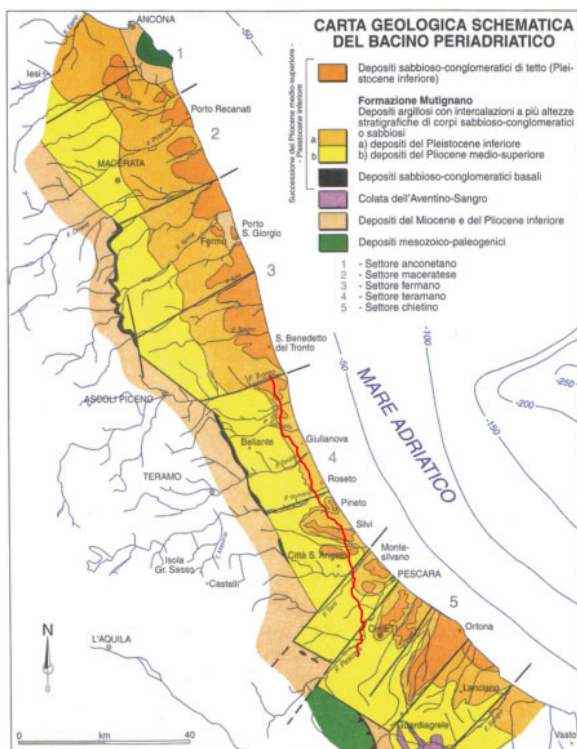 CARTA GEOLOGICA SCHEMATICA
DEL BACINO PERIADRIATICO
Successione del Pliocene medio-superiore -
Pleistocene inferiore
Depositi sabbioso-conglomeratici di tetto (Plei-
stocene inferiore)
Formazione Mutignano
Depositi argillosi con intercalazioni a più altezze
stratigrafiche di corpi sabbioso-conglomeratici
o sabbiosi
a
a) depositi del Pleistocene inferiore
b
b) depositi del Pliocene medio-superiore
Depositi sabbioso-conglomeratici basali
Colata dell'Aventino-Sangro
Depositi del Miocene e del Pliocene inferiore
Depositi mesozoico-paleogenici
1 - Settore anconetano
2 - Settore maceratese
3 - Settore fermano
4 - Settore teramano
5 - Settore chietino
ANCONA
-50
1
Iesi
Porto Recanati
2
MACERATA
Porto
S. Giorgio
Fermo
3
S. Benedetto
del Tronto
-50
-100
-150
-200
-250
MARE ADRIATICO
ASCOLI PICENO
Bellante
Giulianova
4
TERAMO
Roseto
Pineto
Silvi
Isola
Gr. Sasso
Castelli
Città S. Angelo
Monte-
silvano
PESCARA
5
CHIETI
Ortona
N
L'AQUILA
Lanciano
Guardiagrele
Vasto
0 km 40